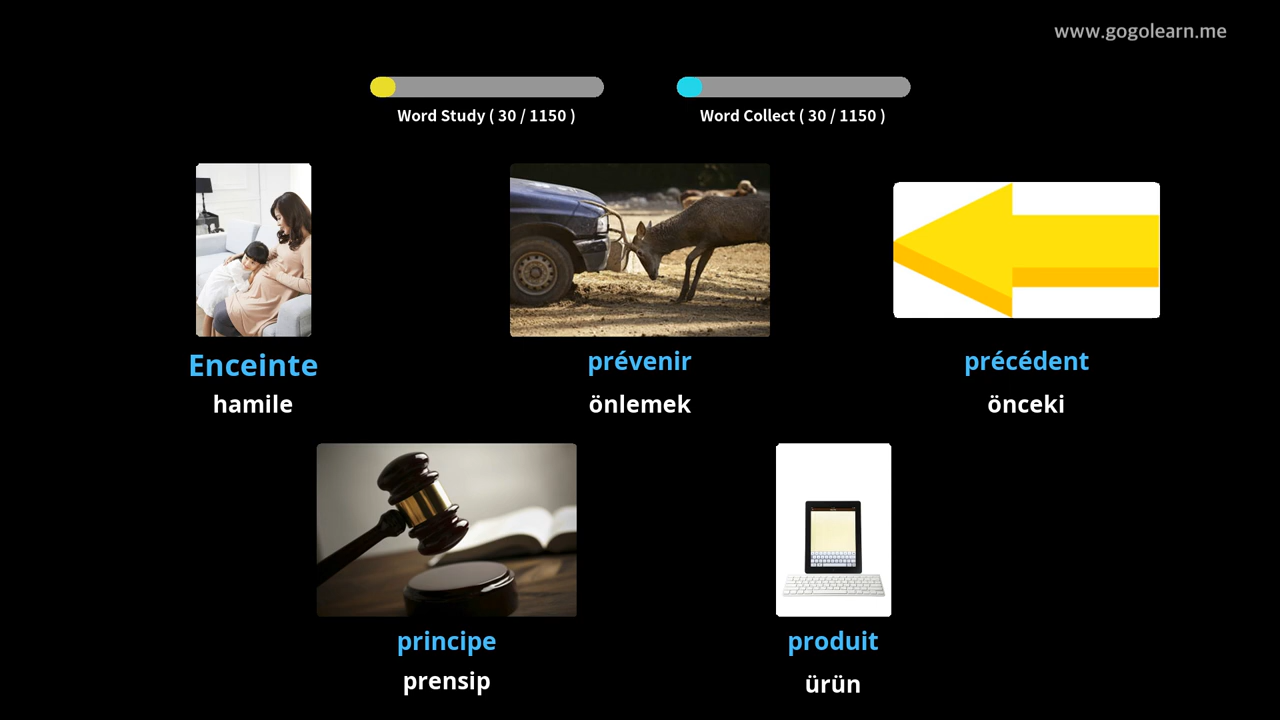 www.gogolearn.me
Word Study ( 30 / 1150 )
Word Collect ( 30 / 1150 )
Enceinte
hamile
prévenir
önlemek
précédent
önceki
principe
prensip
produit
ürün